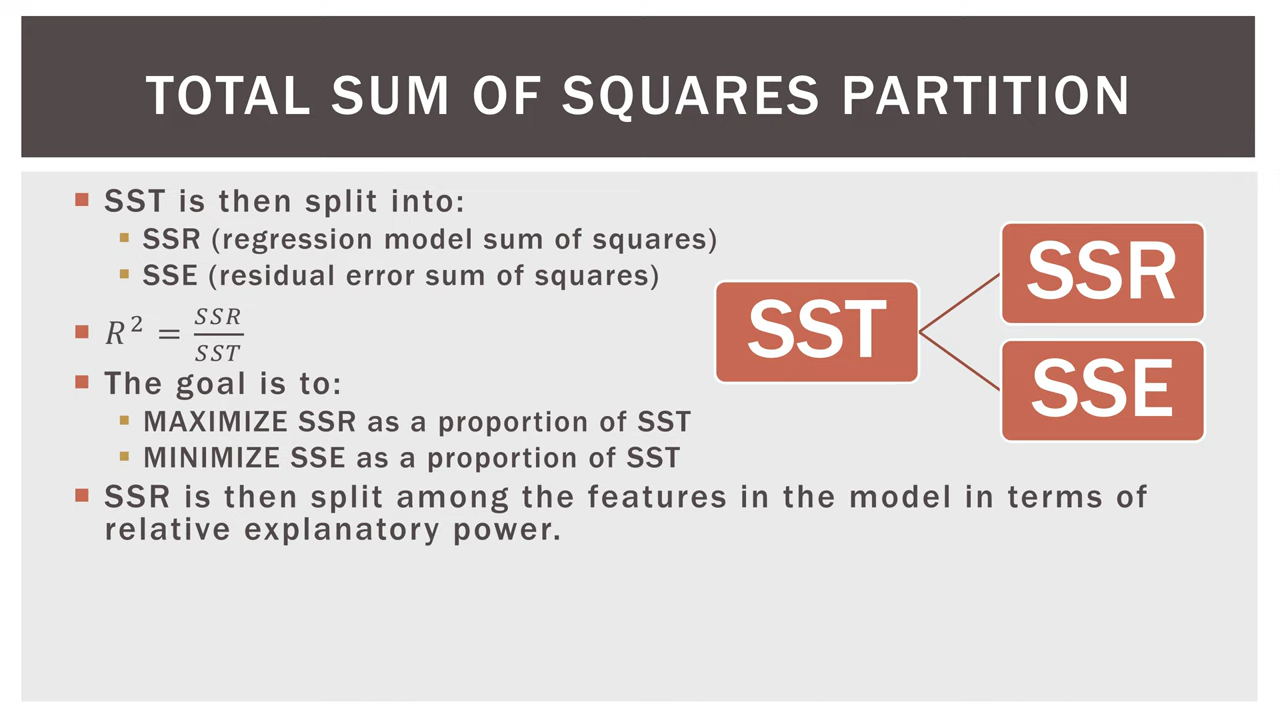 TOTAL SUM OF SQUARES PARTITION
SST is then split into:
SSR (regression model sum of squares)
SSE (residual error sum of squares)
R² = SSR/SST
The goal is to:
MAXIMIZE SSR as a proportion of SST
MINIMIZE SSE as a proportion of SST
SSR is then split among the features in the model in terms of
relative explanatory power.
SST
SSR
SSE